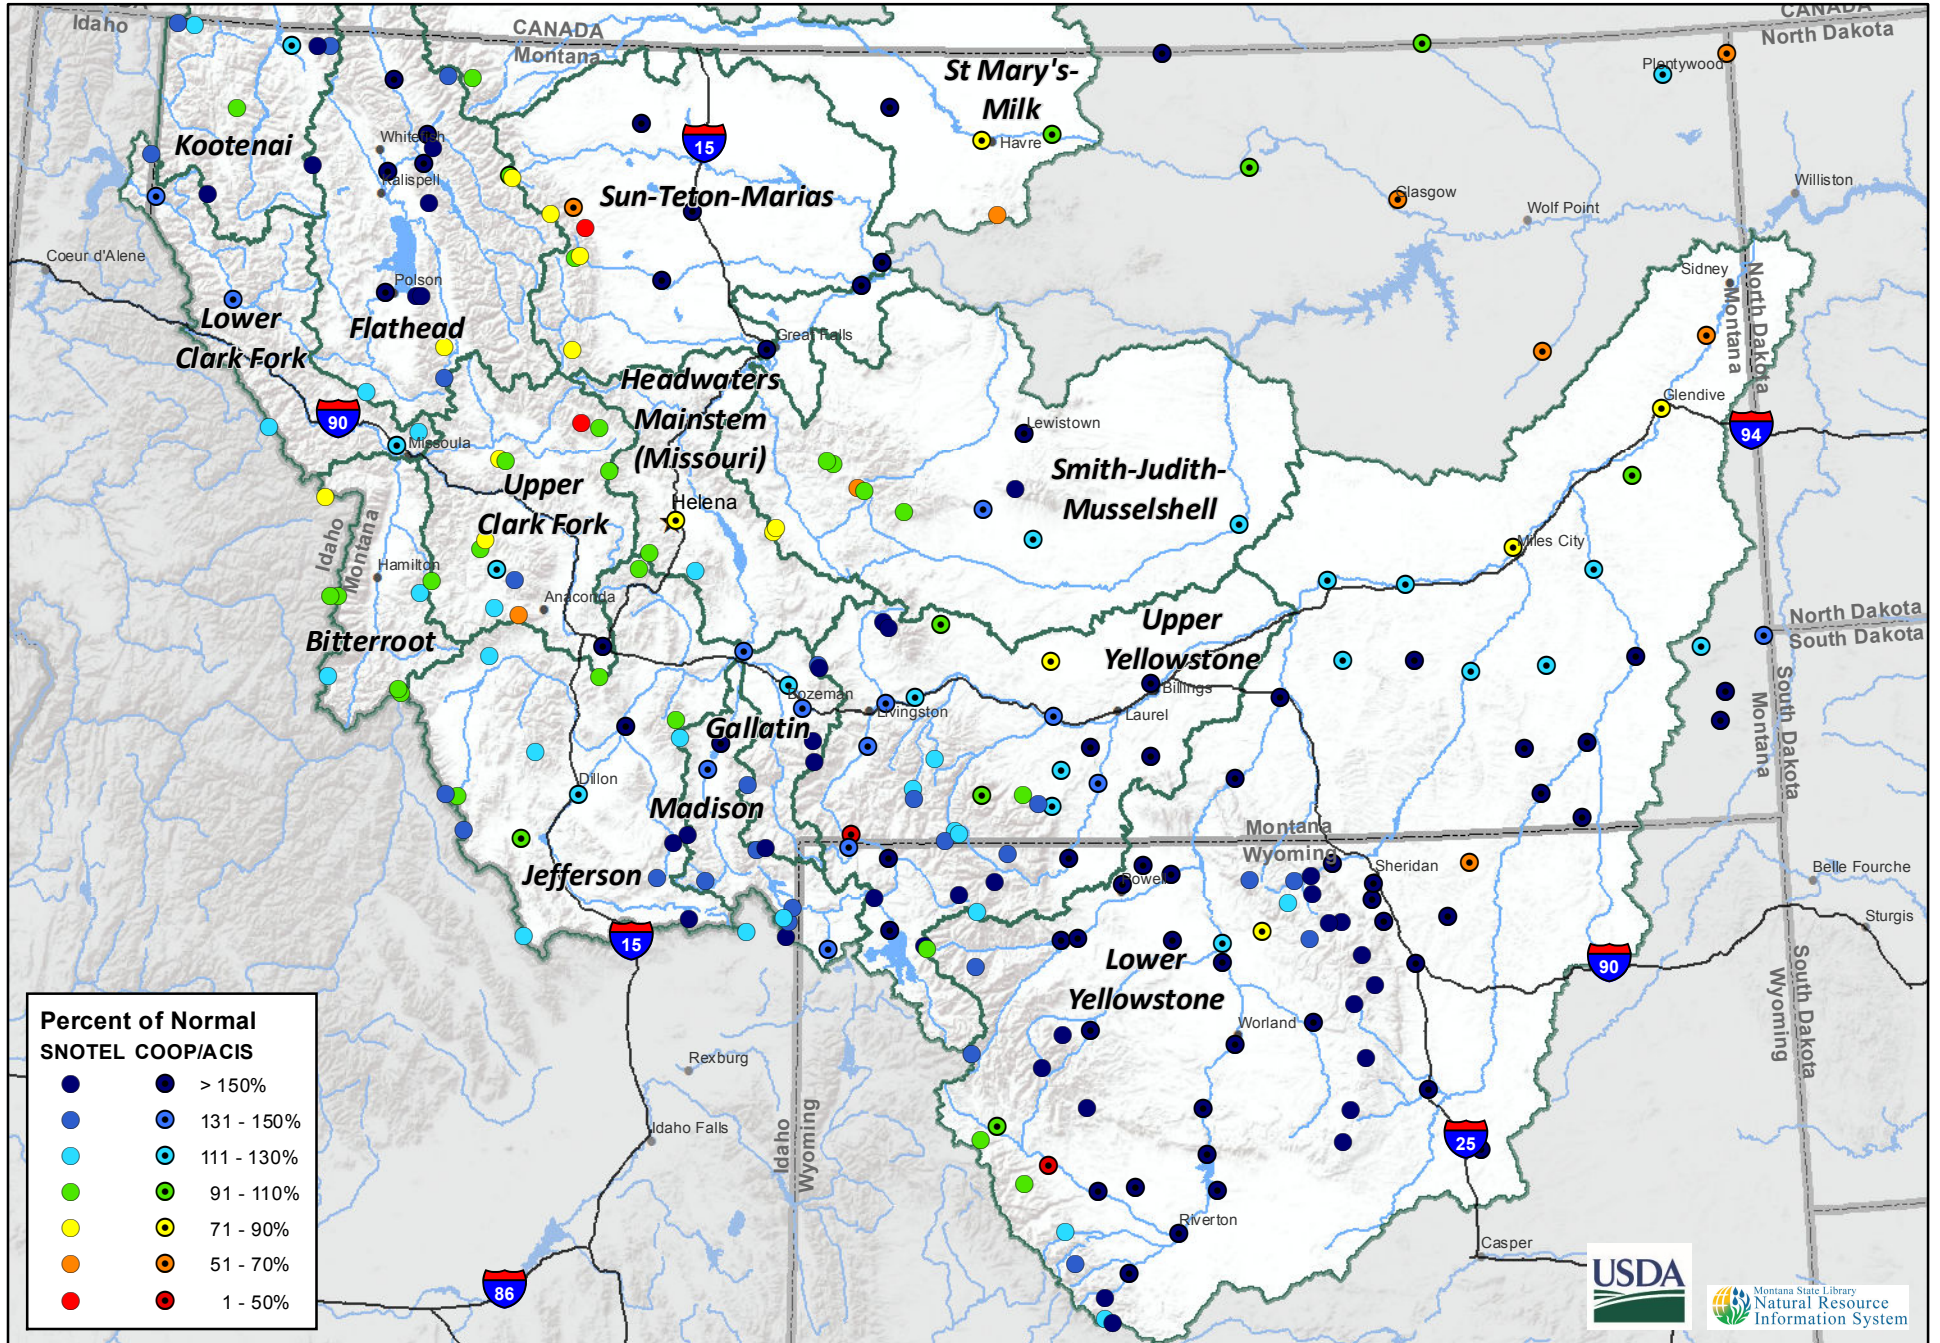 CANADA
Idaho
CANADA
Montana
CANADA
North Dakota
Plentywood
St Mary's-
Milk
Havre
Kootenai
Whitefish
Kalispell
15
Sun-Teton-Marias
Glasgow
Wolf Point
Williston
Coeur d'Alene
Polson
Sidney
Montana
North Dakota
Lower
Clark Fork
Flathead
Great Falls
Headwaters
Mainstem
(Missouri)
Glendive
90
Missoula
Lewistown
94
Smith-Judith-
Musselshell
Upper
Clark Fork
Helena
Idaho
Montana
Hamilton
Miles City
Anaconda
Bitterroot
Upper
Yellowstone
North Dakota
South Dakota
Bozeman
Livingston
Billings
Laurel
Gallatin
South Dakota
Montana
Dillon
Madison
Montana
Wyoming
Jefferson
Powell
Sheridan
Belle Fourche
Sturgis
15
Lower
Yellowstone
90
South Dakota
Wyoming
Worland
Rexburg
Idaho Falls
Idaho
Wyoming
25
Riverton
Casper
86
Percent of Normal
SNOTEL COOP/ACIS
> 150%
131 - 150%
111 - 130%
91 - 110%
71 - 90%
51 - 70%
1 - 50%
USDA
Montana State Library
Natural Resource
Information System